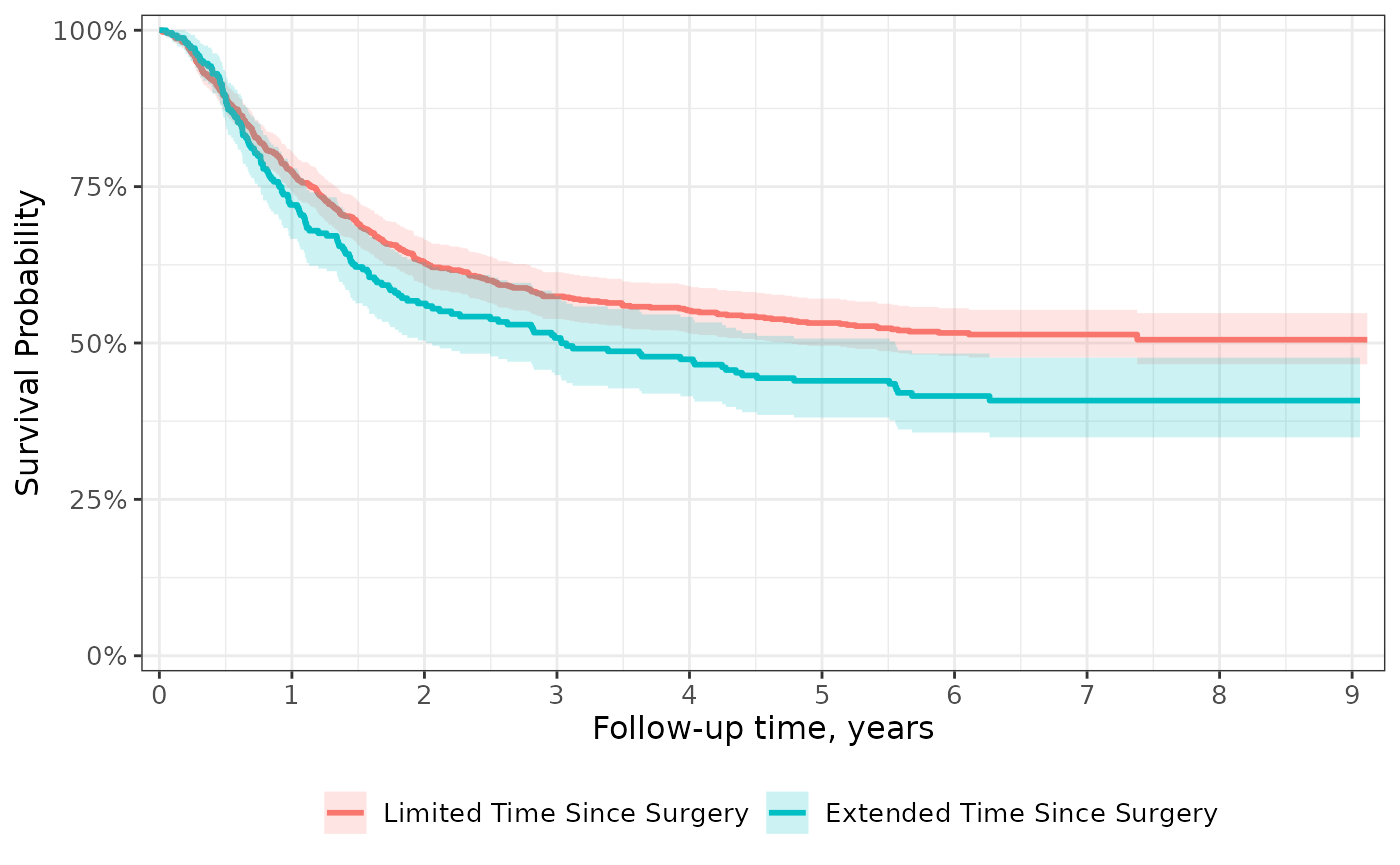 100%
75%
50%
25%
0%
Survival Probability
0 1 2 3 4 5 6 7 8 9
Follow-up time, years
Limited Time Since Surgery Extended Time Since Surgery